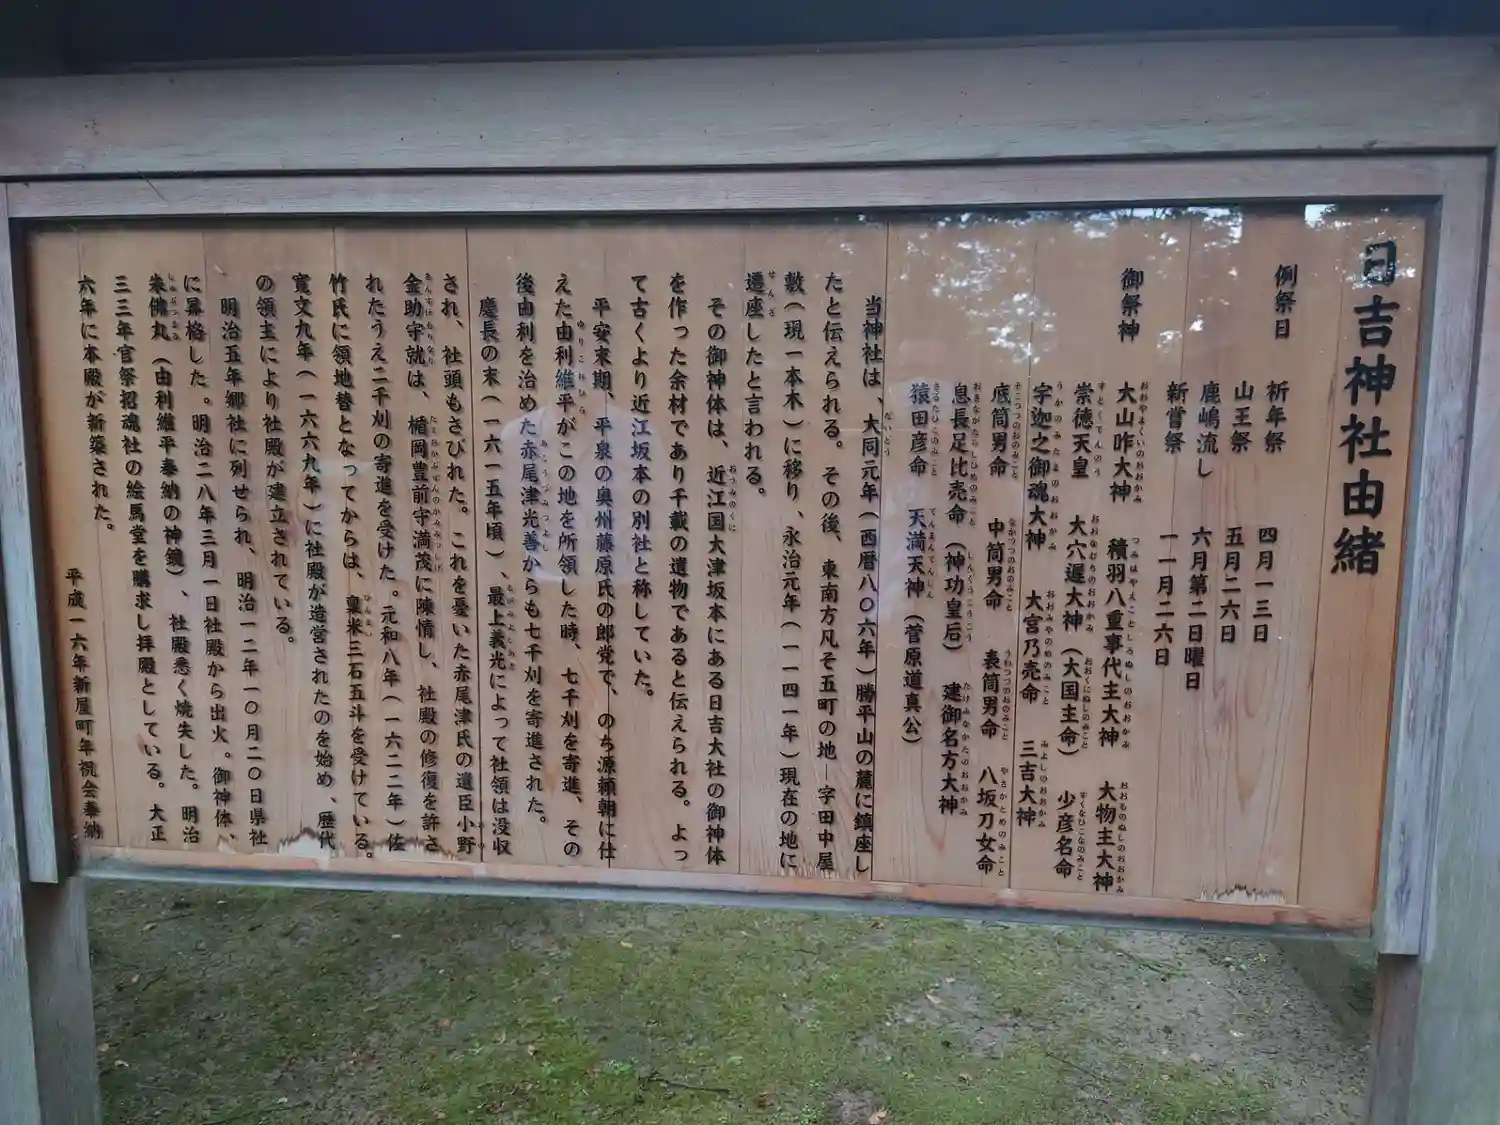 日吉神社由緒
例祭日
祈年祭 四月一三日
山王祭 五月二六日
鹿嶋流し 六月第二日曜日
新嘗祭 一一月二六日
御祭神
大山咋大神 積羽八重事代主大神 大物主大神
崇徳天皇 大穴遅大神(大国主命) 少彦名命
宇迦之御魂大神 大宮乃売命 三吉大神
底筒男命 中筒男命 表筒男命 八坂刀女命
息長足比売命(神功皇后) 建御名方大神
猿田彦命 天満天神(菅原道真公)
当神社は、大同元年(西暦八〇六年)勝平山の麓に鎮座し
たと伝えられる。その後、東南方凡そ五町の地―字田中屋
敷(現一本木)に移り、永治元年(一一四一年)現在の地に
遷座したと言われる。
その御神体は、近江国大津坂本にある日吉大社の御神体
を作った余材であり千載の遺物であると伝えられる。よっ
て古くより近江坂本の別社と称していた。
平安末期、平泉の奥州藤原氏の郎党で、のち源頼朝に仕
えた由利維平がこの地を所領した時、七千刈を寄進、その
後由利を治めた赤尾津光善からも七千刈を寄進された。
慶長の末(一六一五年頃)、最上義光によって社領は没収
され、社頭もさびれた。これを憂いた赤尾津氏の遺臣小野
金助守就は、楯岡豊前守満茂に陳情し、社殿の修復を許さ
れたうえ二千刈の寄進を受けた。元和八年(一六二二年)佐
竹氏に領地替となってからは、稟米三石五斗を受けている。
寛文九年(一六六九年)に社殿が造営されたのを始め、歴代
の領主により社殿が建立されている。
明治五年郷社に列せられ、明治一二年一〇月二〇日県社
に昇格した。明治二八年三月一日社殿から出火。御神体、
朱佛丸(由利維平奉納の神鏡)、社殿悉く焼失した。明治
三三年官祭招魂社の絵馬堂を購求し拝殿としている。大正
六年に本殿が新築された。
平成一六年新屋町年祝会奉納